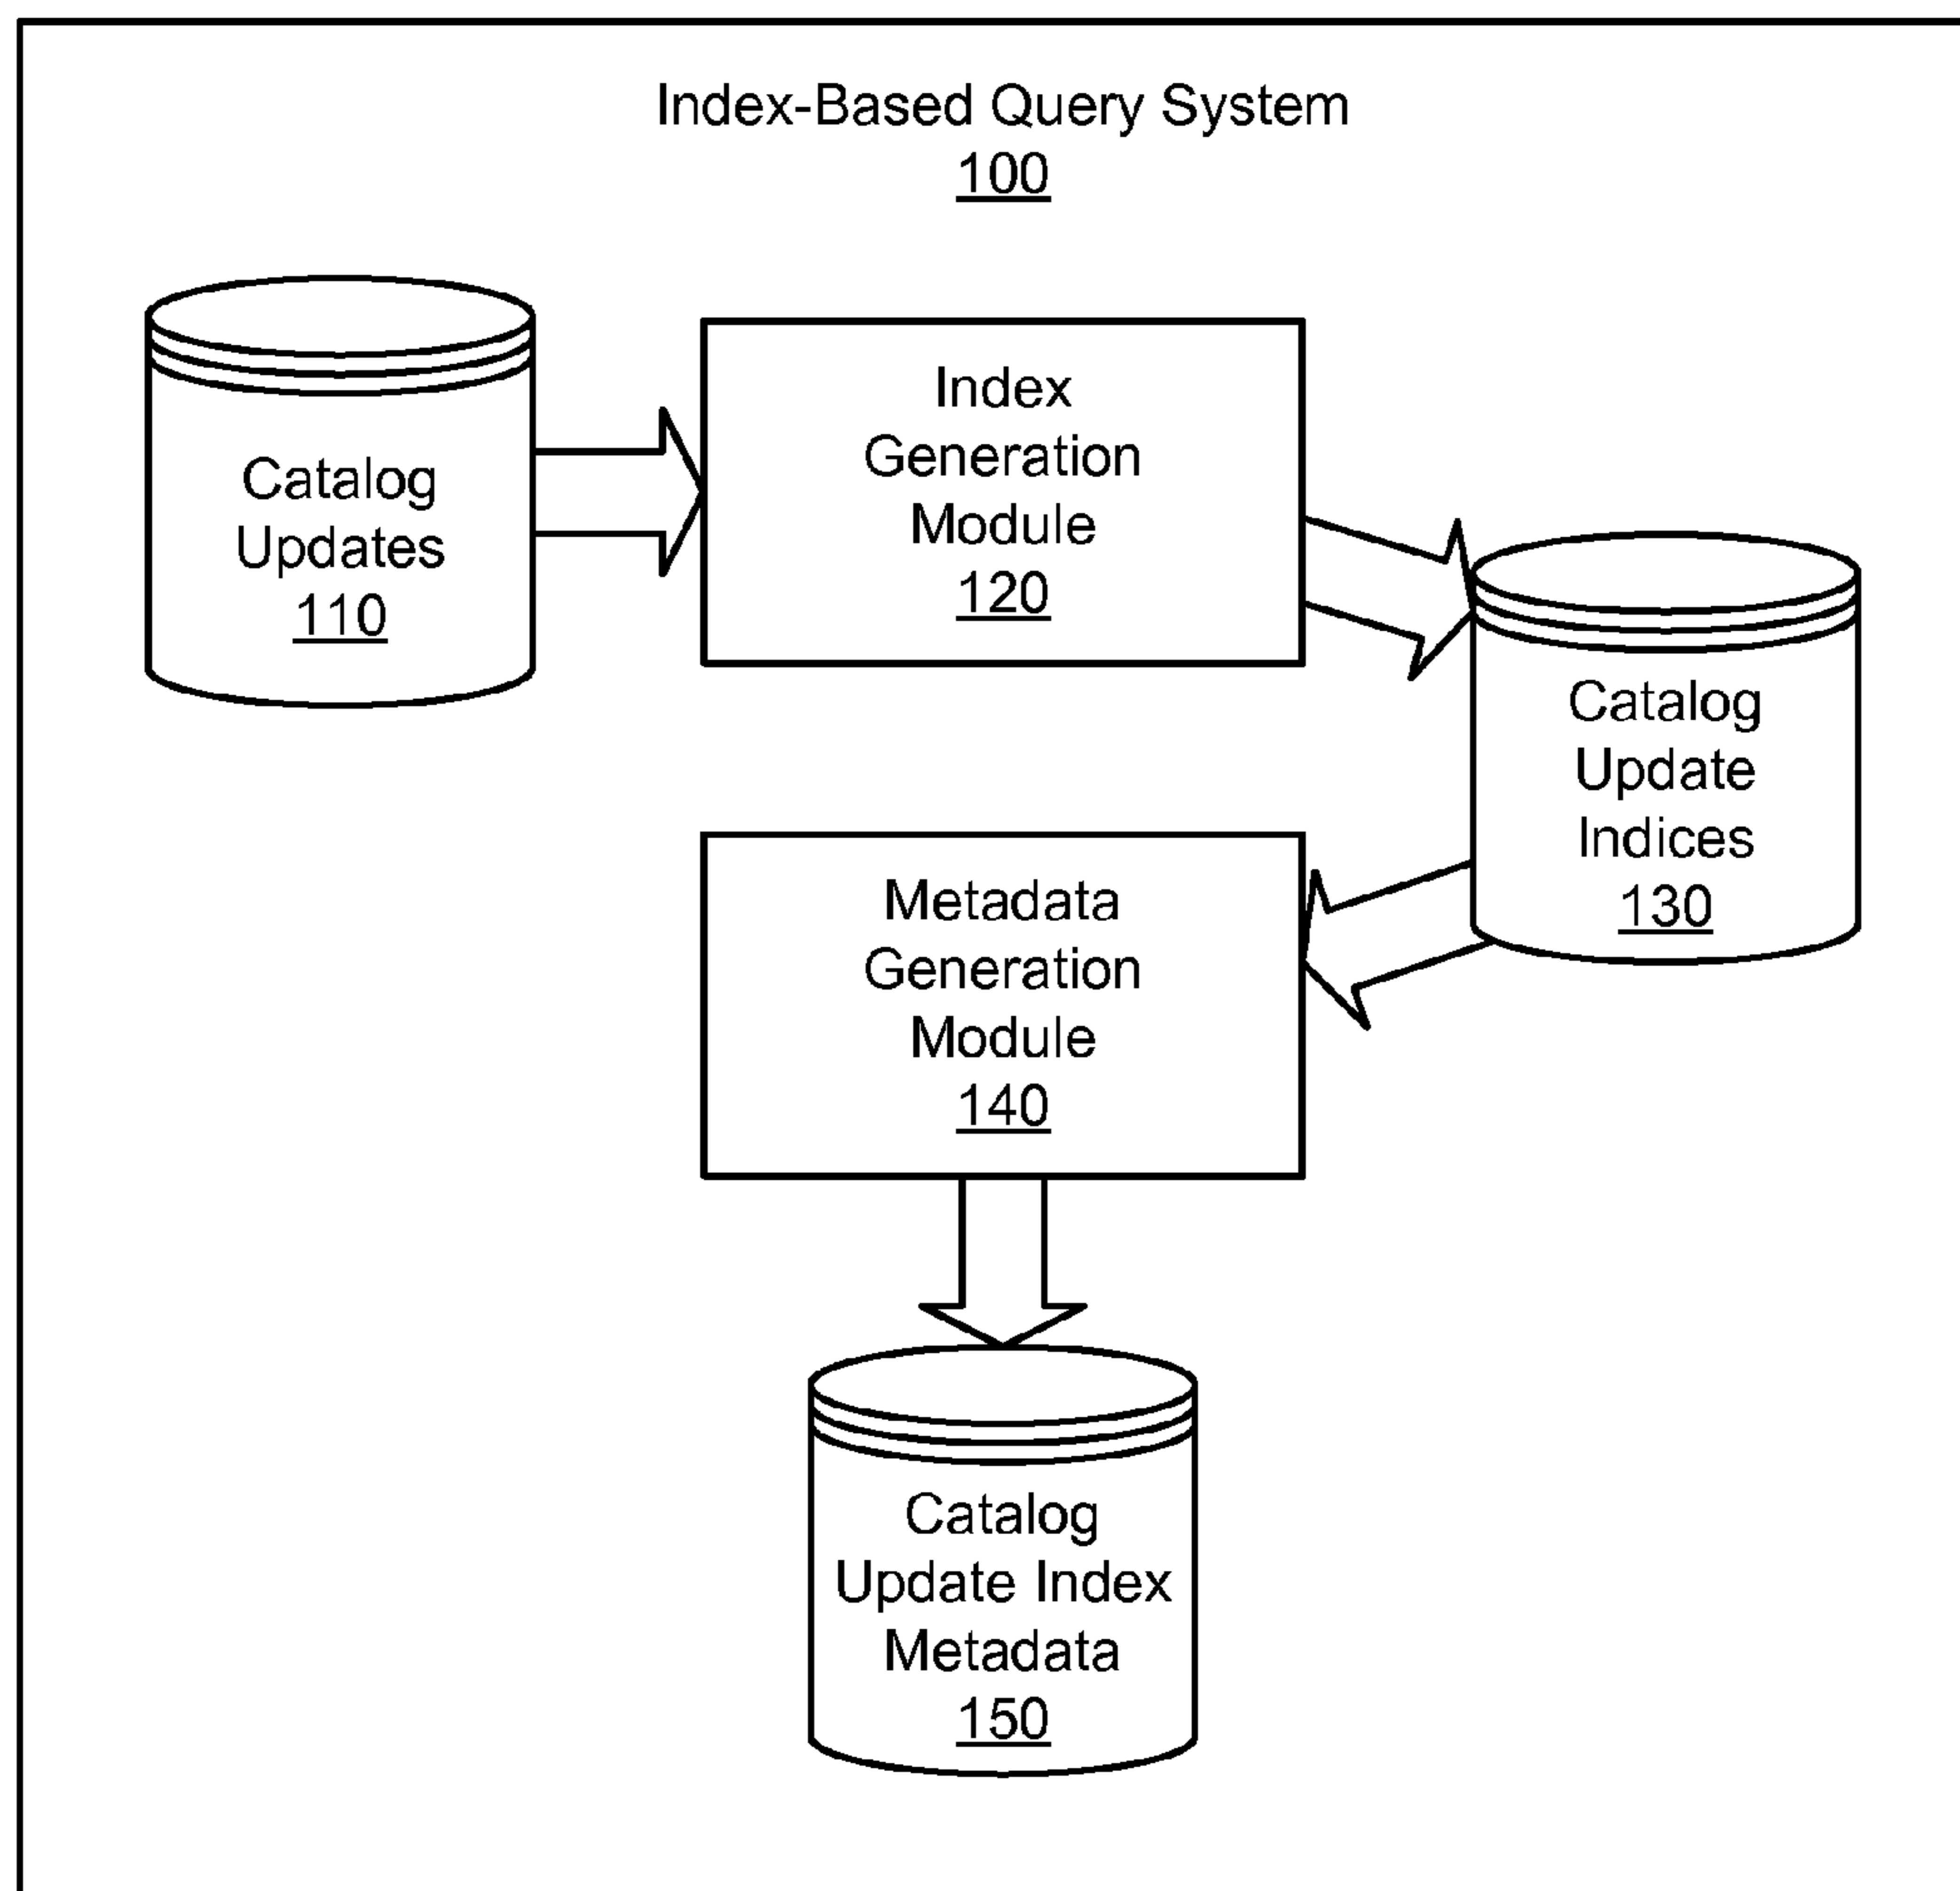 Index-Based Query System
100
Catalog
Updates
110
Index
Generation
Module
120
Catalog
Update
Indices
130
Metadata
Generation
Module
140
Catalog
Update Index
Metadata
150